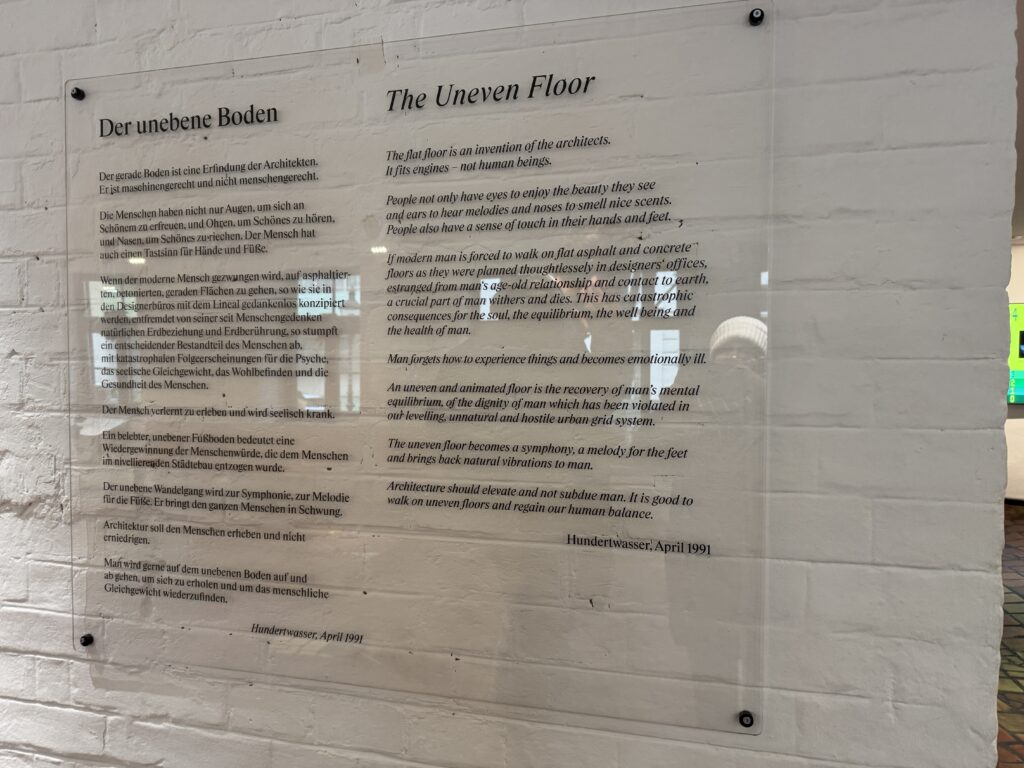 Der unebene Boden
Der gerade Boden ist eine Erfindung der Architekten.
Er ist maschinengerecht und nicht menschengerecht.
Die Menschen haben nicht nur Augen, um sich an
Schönem zu erfreuen, und Ohren, um Schönes zu hören,
und Nasen, um Schönes zu riechen. Der Mensch hat
auch einen Tastsinn für Hände und Füße.
Wenn der moderne Mensch gezwungen wird, auf asphaltier-
ten, betonierten, geraden Flächen zu gehen, so wie sie in
den Designerbüros mit dem Lineal gedankenlos konzipiert
werden, entfremdet von seiner seit Menschengedenken
natürlichen Erdbeziehung und Erdberührung, so stumpft
ein entscheidender Bestandteil des Menschen ab,
mit katastrophalen Folgeerscheinungen für die Psyche,
das seelische Gleichgewicht, das Wohlbefinden und die
Gesundheit des Menschen.
Der Mensch verlernt zu erleben und wird seelisch krank.
Ein belebter, unebener Fußboden bedeutet eine
Wiedergewinnung der Menschenwürde, die dem Menschen
im nivellierenden Städtebau entzogen wurde.
Der unebene Wandelgang wird zur Symphonie, zur Melodie
für die Füße. Er bringt den ganzen Menschen in Schwung.
Architektur soll den Menschen erheben und nicht
erniedrigen.
Man wird gerne auf dem unebenen Boden auf und
ab gehen, um sich zu erholen und um das menschliche
Gleichgewicht wiederzufinden.
Hundertwasser, April 1991
The Uneven Floor
The flat floor is an invention of the architects.
It fits engines – not human beings.
People not only have eyes to enjoy the beauty they see
and ears to hear melodies and noses to smell nice scents.
People also have a sense of touch in their hands and feet.
If modern man is forced to walk on flat asphalt and concrete
floors as they were planned thoughtlessly in designers' offices,
estranged from man's age-old relationship and contact to earth,
a crucial part of man withers and dies. This has catastrophic
consequences for the soul, the equilibrium, the well being and
the health of man.
Man forgets how to experience things and becomes emotionally ill.
An uneven and animated floor is the recovery of man's mental
equilibrium, of the dignity of man which has been violated in
our levelling, unnatural and hostile urban grid system.
The uneven floor becomes a symphony, a melody for the feet
and brings back natural vibrations to man.
Architecture should elevate and not subdue man. It is good to
walk on uneven floors and regain our human balance.
Hundertwasser, April 1991